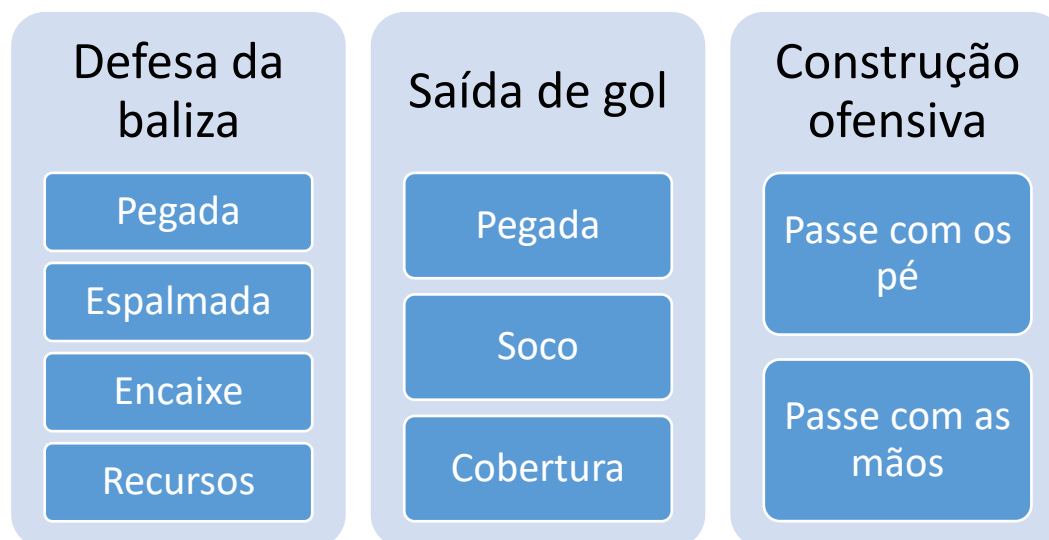 Defesa da
baliza
Pegada
Espalmada
Encaixe
Recursos
Saída de gol
Pegada
Soco
Cobertura
Construção
ofensiva
Passe com os
pé
Passe com as
mãos